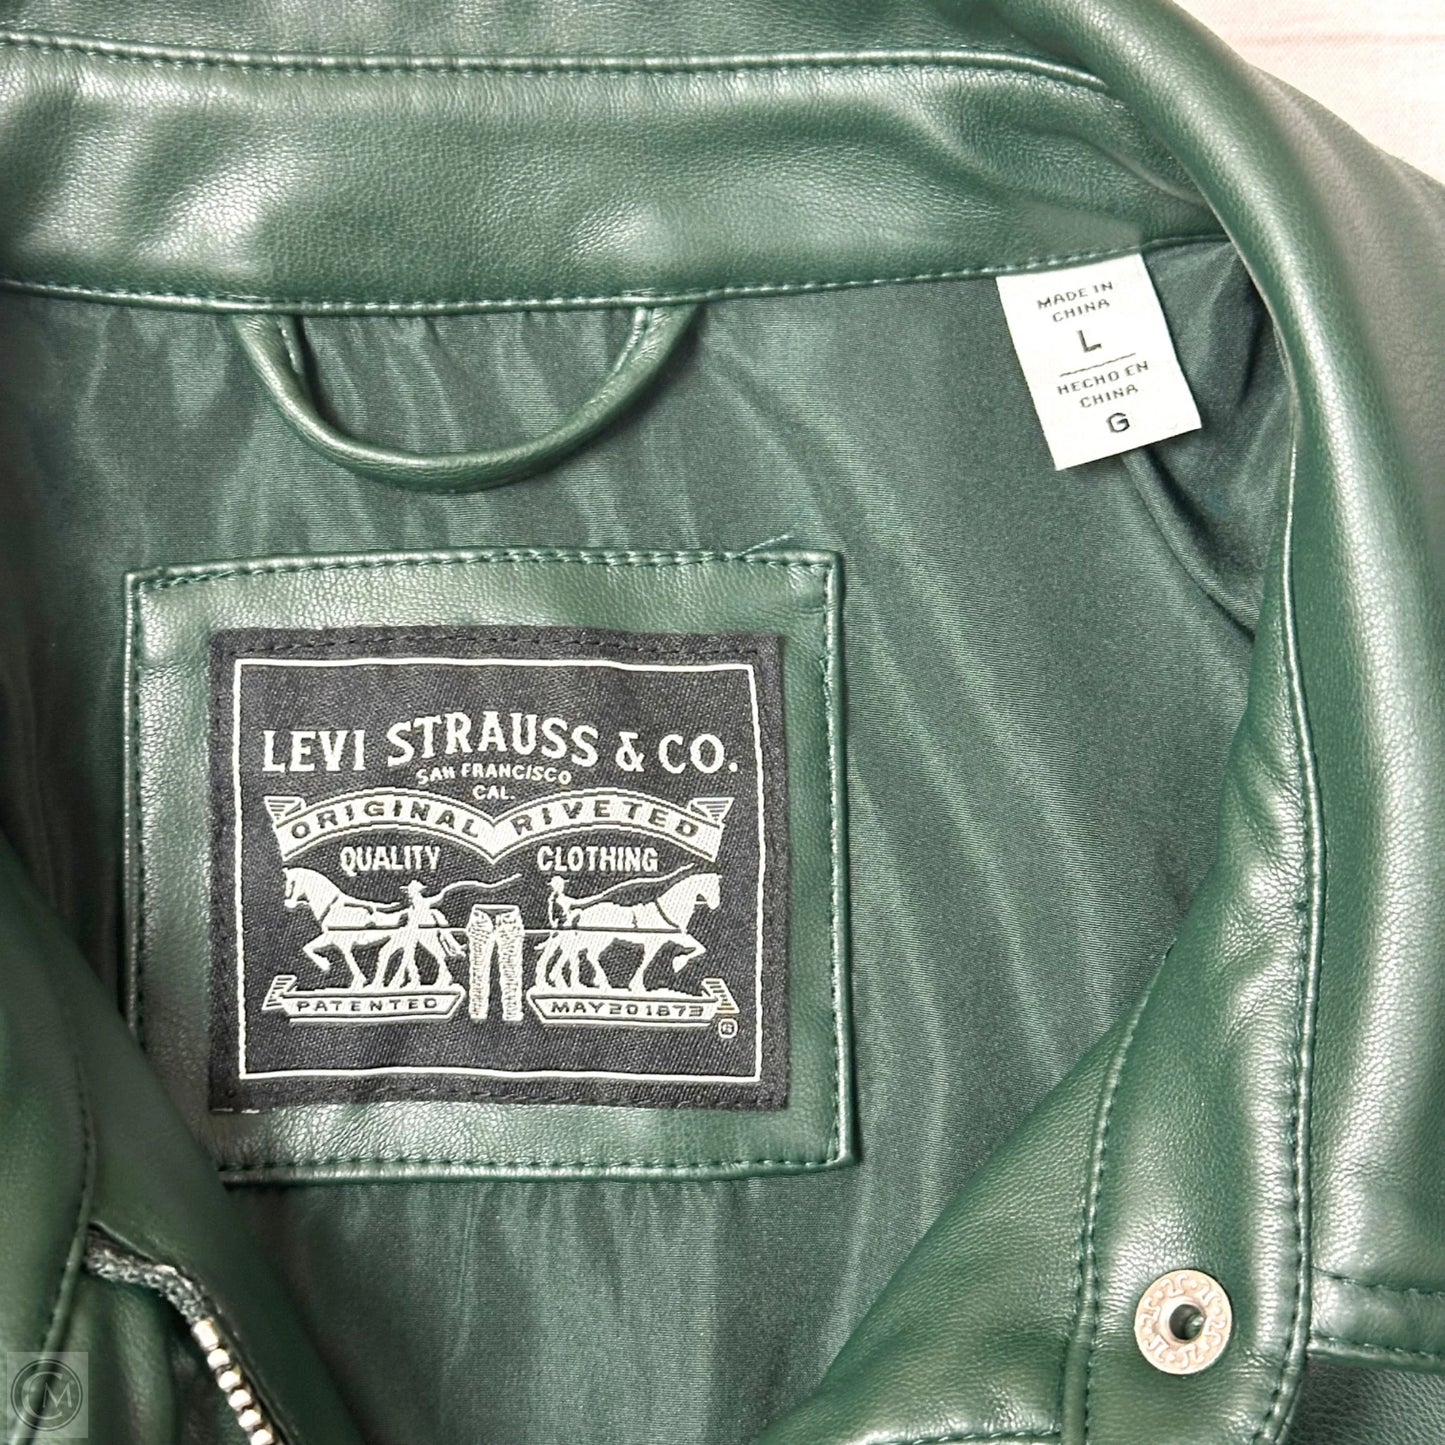 MADE IN
CHINA
L
HECHO EN
CHINA
G
LEVI STRAUSS & CO.
SAN FRANCISCO
CAL
ORIGINAL RIVETED
QUALITY CLOTHING
PATENTED MAY 20 1873
®
CM